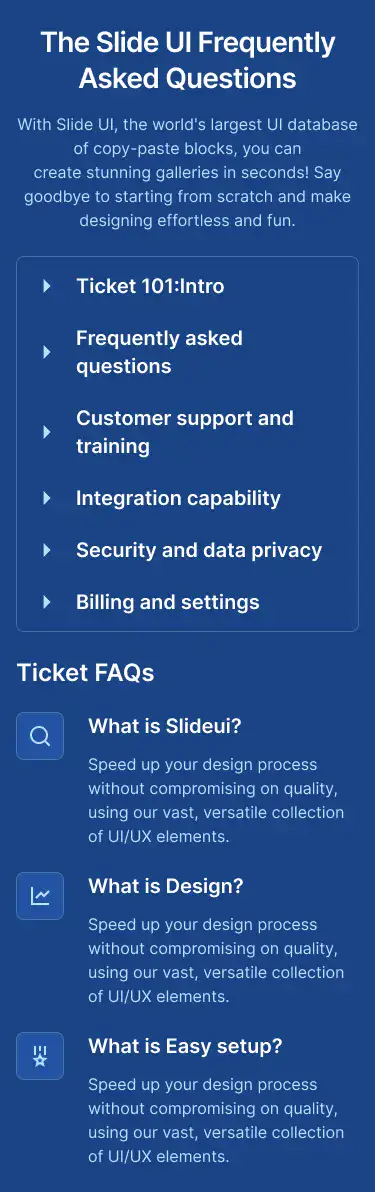 The Slide UI Frequently
Asked Questions
With Slide UI, the world's largest UI database
of copy-paste blocks, you can
create stunning galleries in seconds! Say
goodbye to starting from scratch and make
designing effortless and fun.
Ticket 101:Intro
Frequently asked
questions
Customer support and
training
Integration capability
Security and data privacy
Billing and settings
Ticket FAQs
What is Slideui?
Speed up your design process
without compromising on quality,
using our vast, versatile collection
of UI/UX elements.
What is Design?
Speed up your design process
without compromising on quality,
using our vast, versatile collection
of UI/UX elements.
What is Easy setup?
Speed up your design process
without compromising on quality,
using our vast, versatile collection
of UI/UX elements.